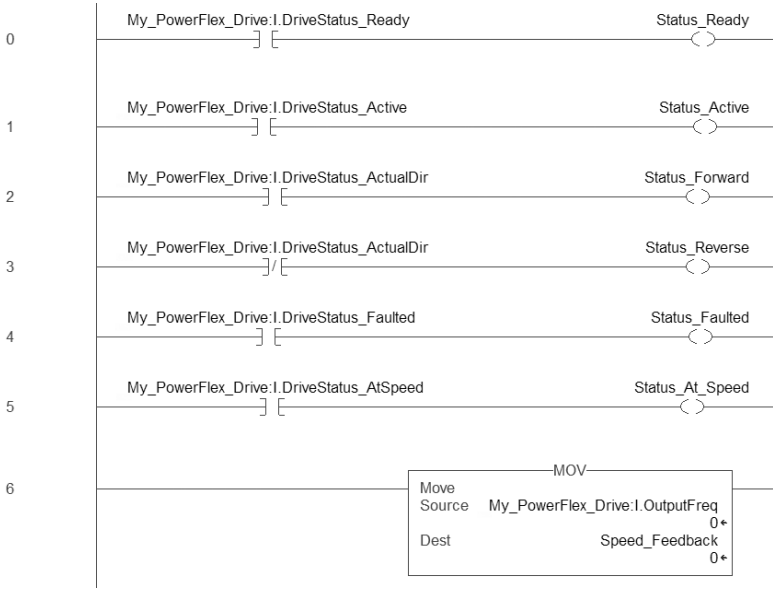 My_PowerFlex_Drive:I.DriveStatus_Ready Status_Ready
0
My_PowerFlex_Drive:I.DriveStatus_Active Status_Active
1
My_PowerFlex_Drive:I.DriveStatus_ActualDir Status_Forward
2
My_PowerFlex_Drive:I.DriveStatus_ActualDir Status_Reverse
3
My_PowerFlex_Drive:I.DriveStatus_Faulted Status_Faulted
4
My_PowerFlex_Drive:I.DriveStatus_AtSpeed Status_At_Speed
5
MOV
6
Move
Source My_PowerFlex_Drive:I.OutputFreq
0
Dest Speed_Feedback
0